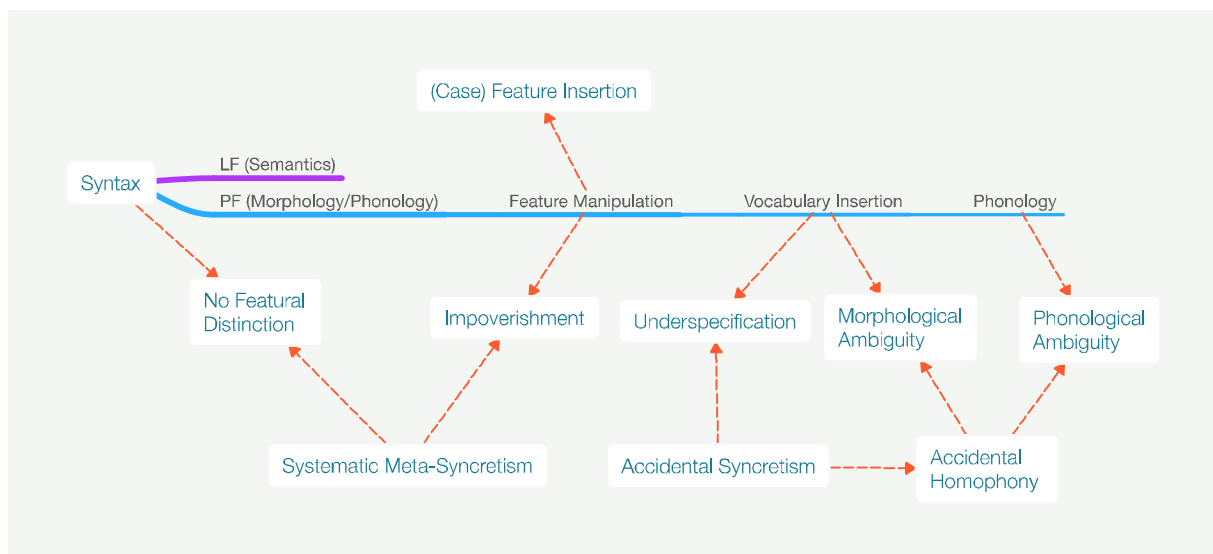 (Case) Feature Insertion
LF (Semantics)
Syntax
PF (Morphology/Phonology)
Feature Manipulation
Vocabulary Insertion
Phonology
No Featural
Distinction
Impoverishment
Underspecification
Morphological
Ambiguity
Phonological
Ambiguity
Systematic Meta-Syncretism
Accidental Syncretism
Accidental
Homophony